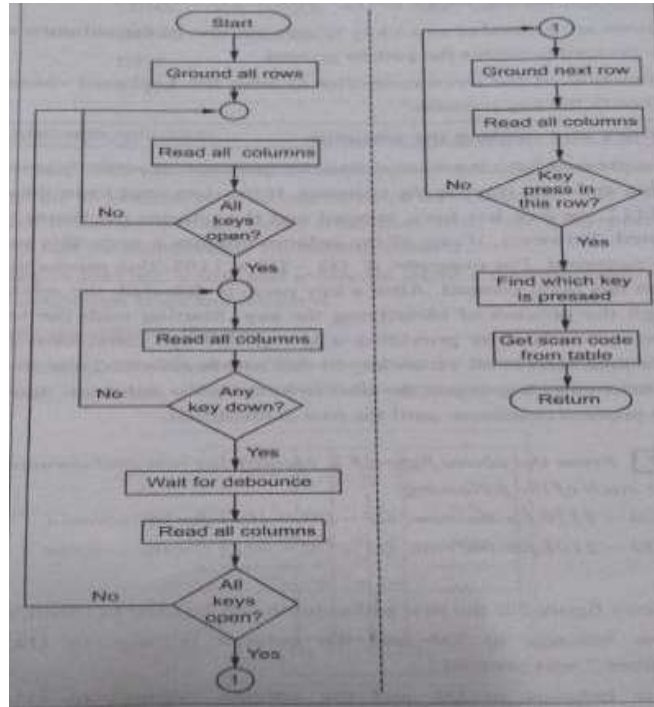 Start
Ground all rows
Read all columns
No
All
keys
open?
Yes
Read all columns
No
Any
key down?
Yes
Wait for debounce
Read all columns
No
All
keys
open?
Yes
1
1
Ground next row
Read all columns
No
Key
press in
this row?
Yes
Find which key
is pressed
Get scan code
from table
Return